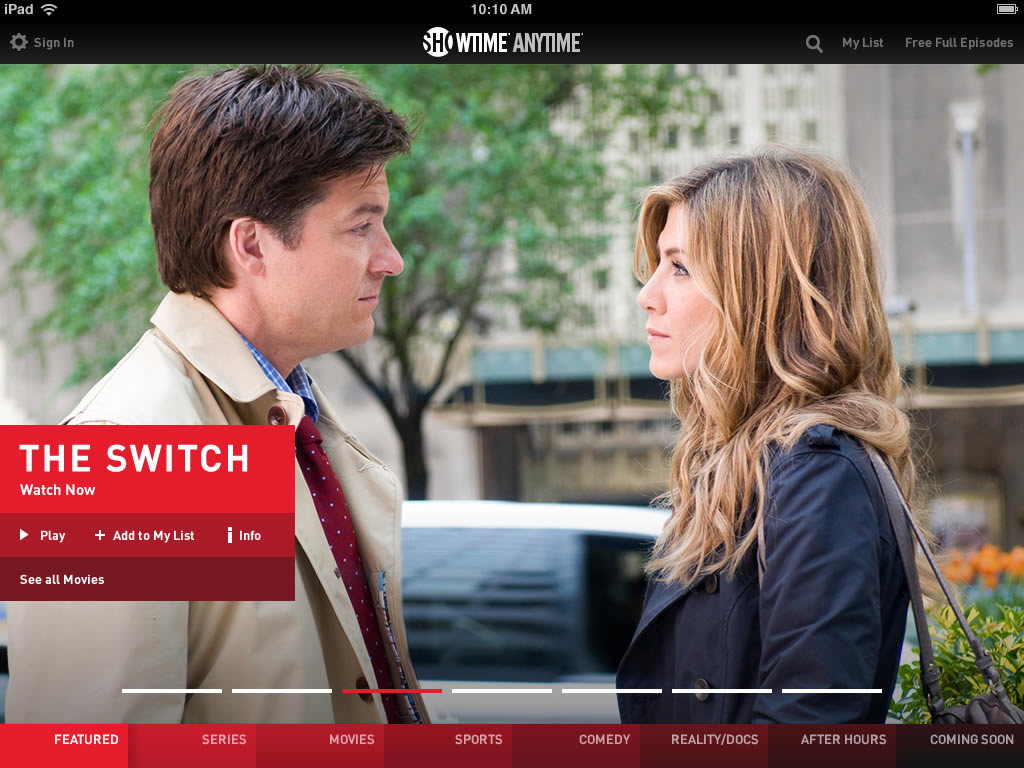 iPad 10:10 AM
Sign In SHOWTIME ANYTIME My List Free Full Episodes
THE SWITCH
Watch Now
Play Add to My List Info
See all Movies
FEATURED SERIES MOVIES SPORTS COMEDY REALITY/DOCS AFTER HOURS COMING SOON